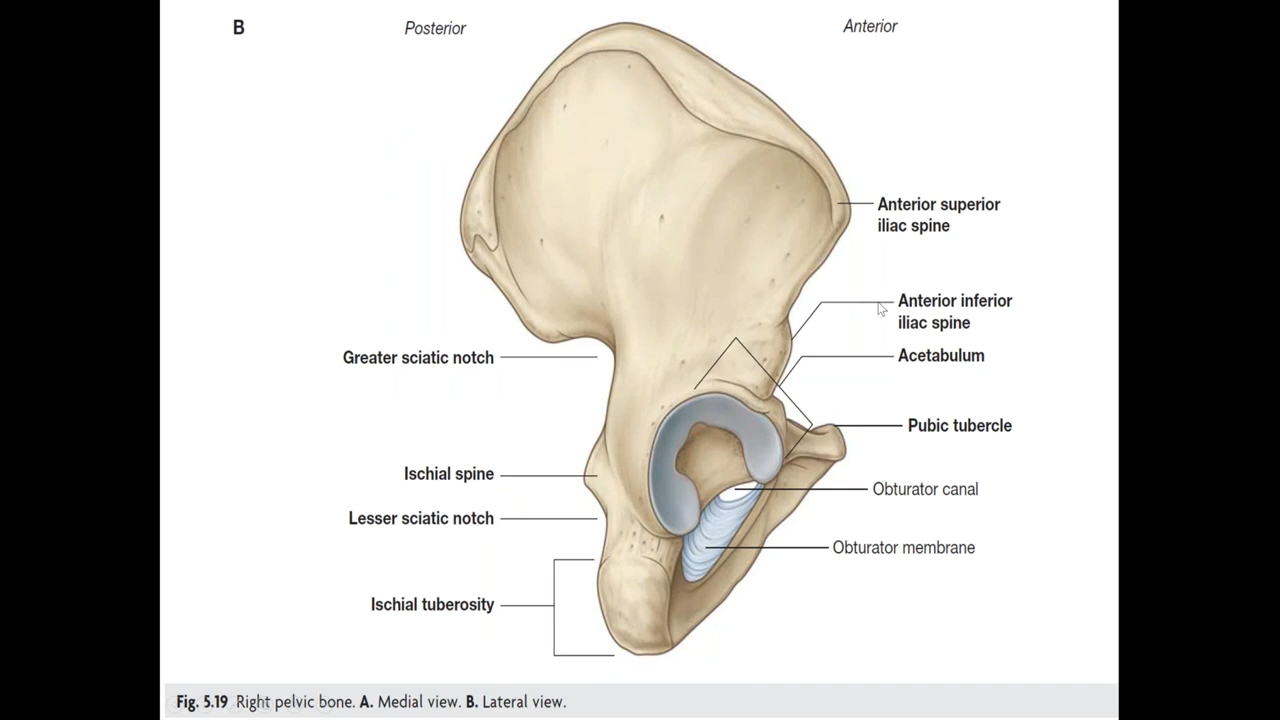 B
Posterior
Anterior
Anterior superior
iliac spine
Anterior inferior
iliac spine
Greater sciatic notch
Acetabulum
Pubic tubercle
Ischial spine
Obturator canal
Lesser sciatic notch
Obturator membrane
Ischial tuberosity
Fig. 5.19 Right pelvic bone. A. Medial view. B. Lateral view.